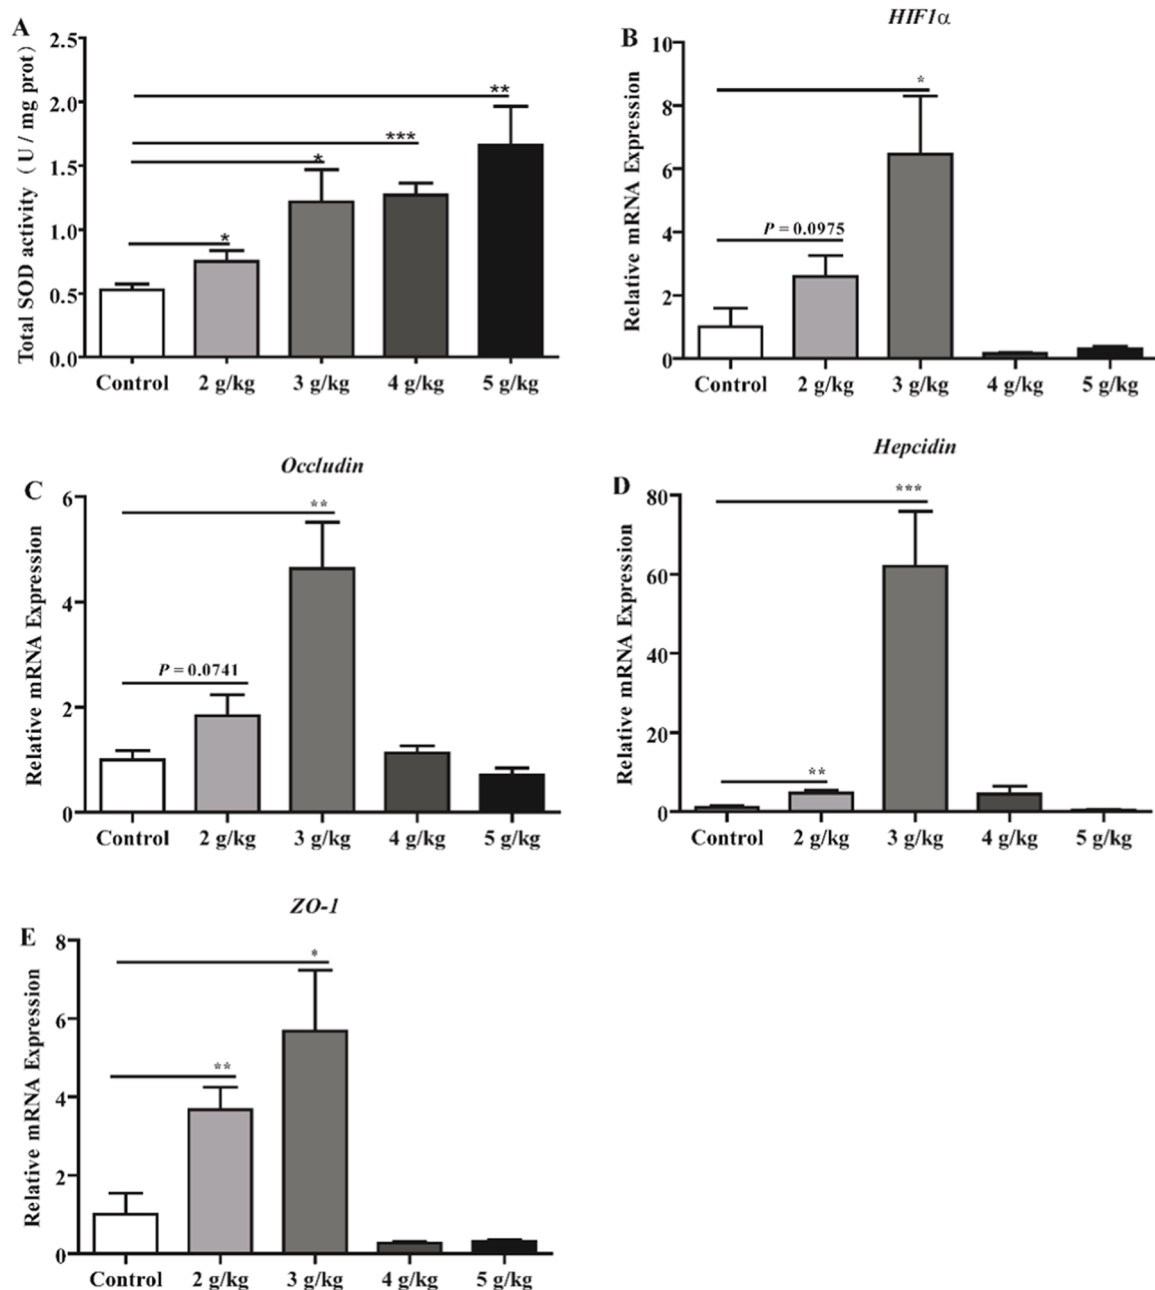 A
Total SOD activity ( U / mg prot)
2.5
2.0
1.5
1.0
0.5
0.0
**
***
*
*
Control 2 g/kg 3 g/kg 4 g/kg 5 g/kg
HIF1α
B
Relative mRNA Expression
10
8
6
4
2
0
*
P = 0.0975
Control 2 g/kg 3 g/kg 4 g/kg 5 g/kg
Occludin
C
Relative mRNA Expression
6
4
2
0
**
P = 0.0741
Control 2 g/kg 3 g/kg 4 g/kg 5 g/kg
Hepcidin
D
Relative mRNA Expression
80
60
40
20
0
***
**
Control 2 g/kg 3 g/kg 4 g/kg 5 g/kg
ZO-1
E
Relative mRNA Expression
8
6
4
2
0
*
**
Control 2 g/kg 3 g/kg 4 g/kg 5 g/kg